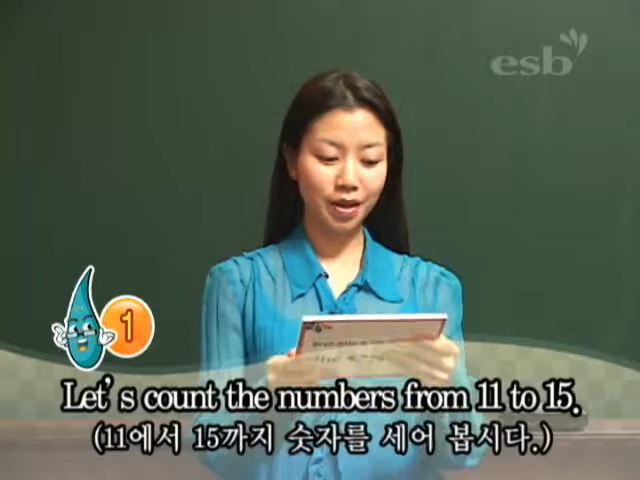 esb
1
Let's count the numbers from 11 to 15.
(11에서 15까지 숫자를 세어 봅시다.)